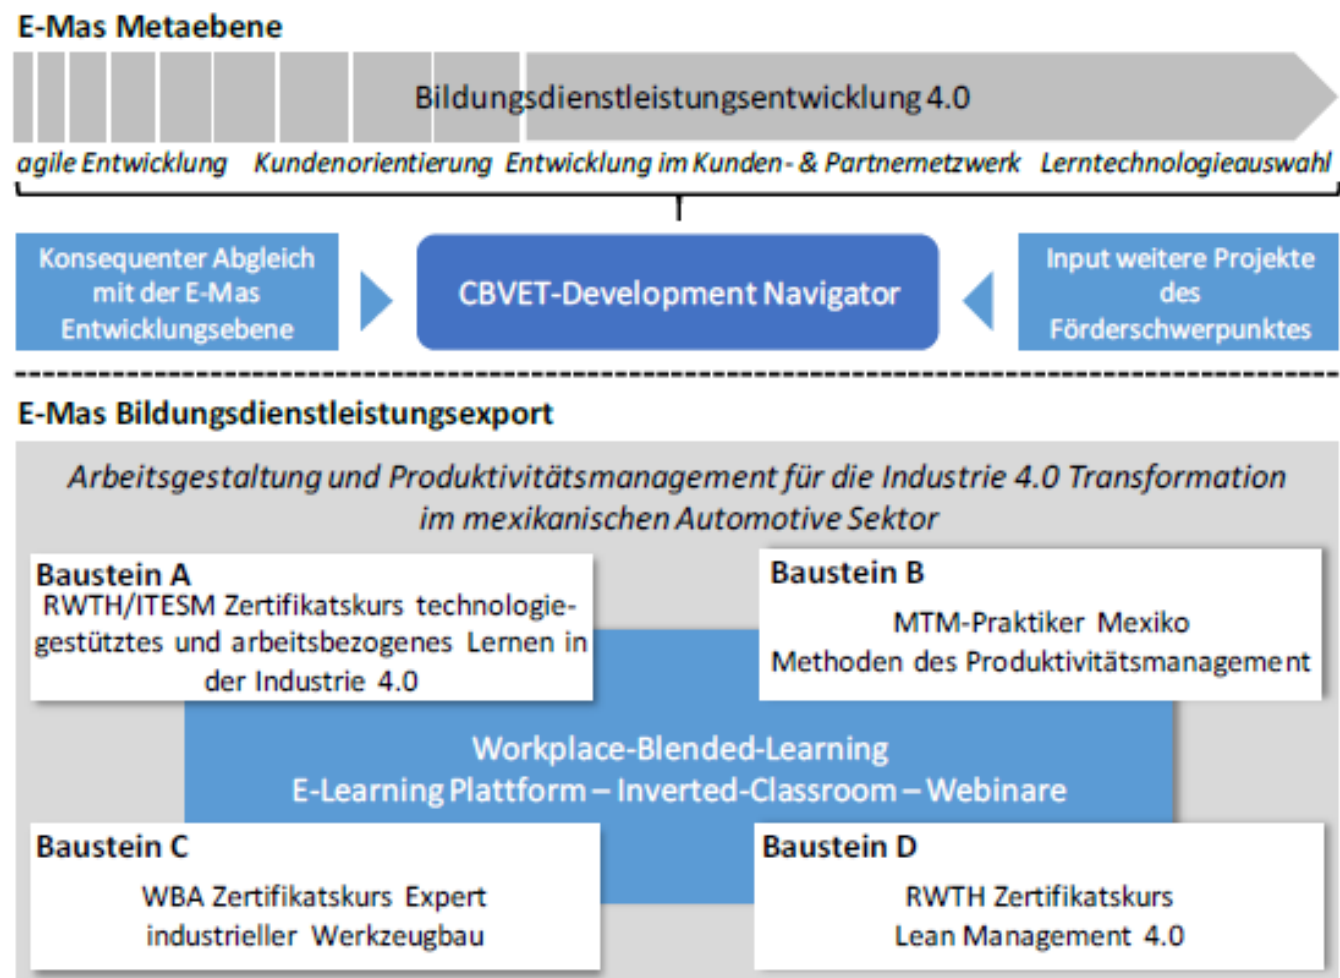 E-Mas Metaebene
Bildungsdienstleistungsentwicklung 4.0
agile Entwicklung Kundenorientierung Entwicklung im Kunden- & Partnernetzwerk Lerntechnologieauswahl
Konsequenter Abgleich
mit der E-Mas
Entwicklungsebene
CBVET-Development Navigator
Input weitere Projekte
des
Förderschwerpunktes
E-Mas Bildungsdienstleistungsexport
Arbeitsgestaltung und Produktivitätsmanagement für die Industrie 4.0 Transformation
im mexikanischen Automotive Sektor
Baustein A
RWTH/ITESM Zertifikatskurs technologie-
gestütztes und arbeitsbezogenes Lernen in
der Industrie 4.0
Baustein B
MTM-Praktiker Mexiko
Methoden des Produktivitätsmanagement
Workplace-Blended-Learning
E-Learning Plattform – Inverted-Classroom – Webinare
Baustein C
WBA Zertifikatskurs Expert
industrieller Werkzeugbau
Baustein D
RWTH Zertifikatskurs
Lean Management 4.0